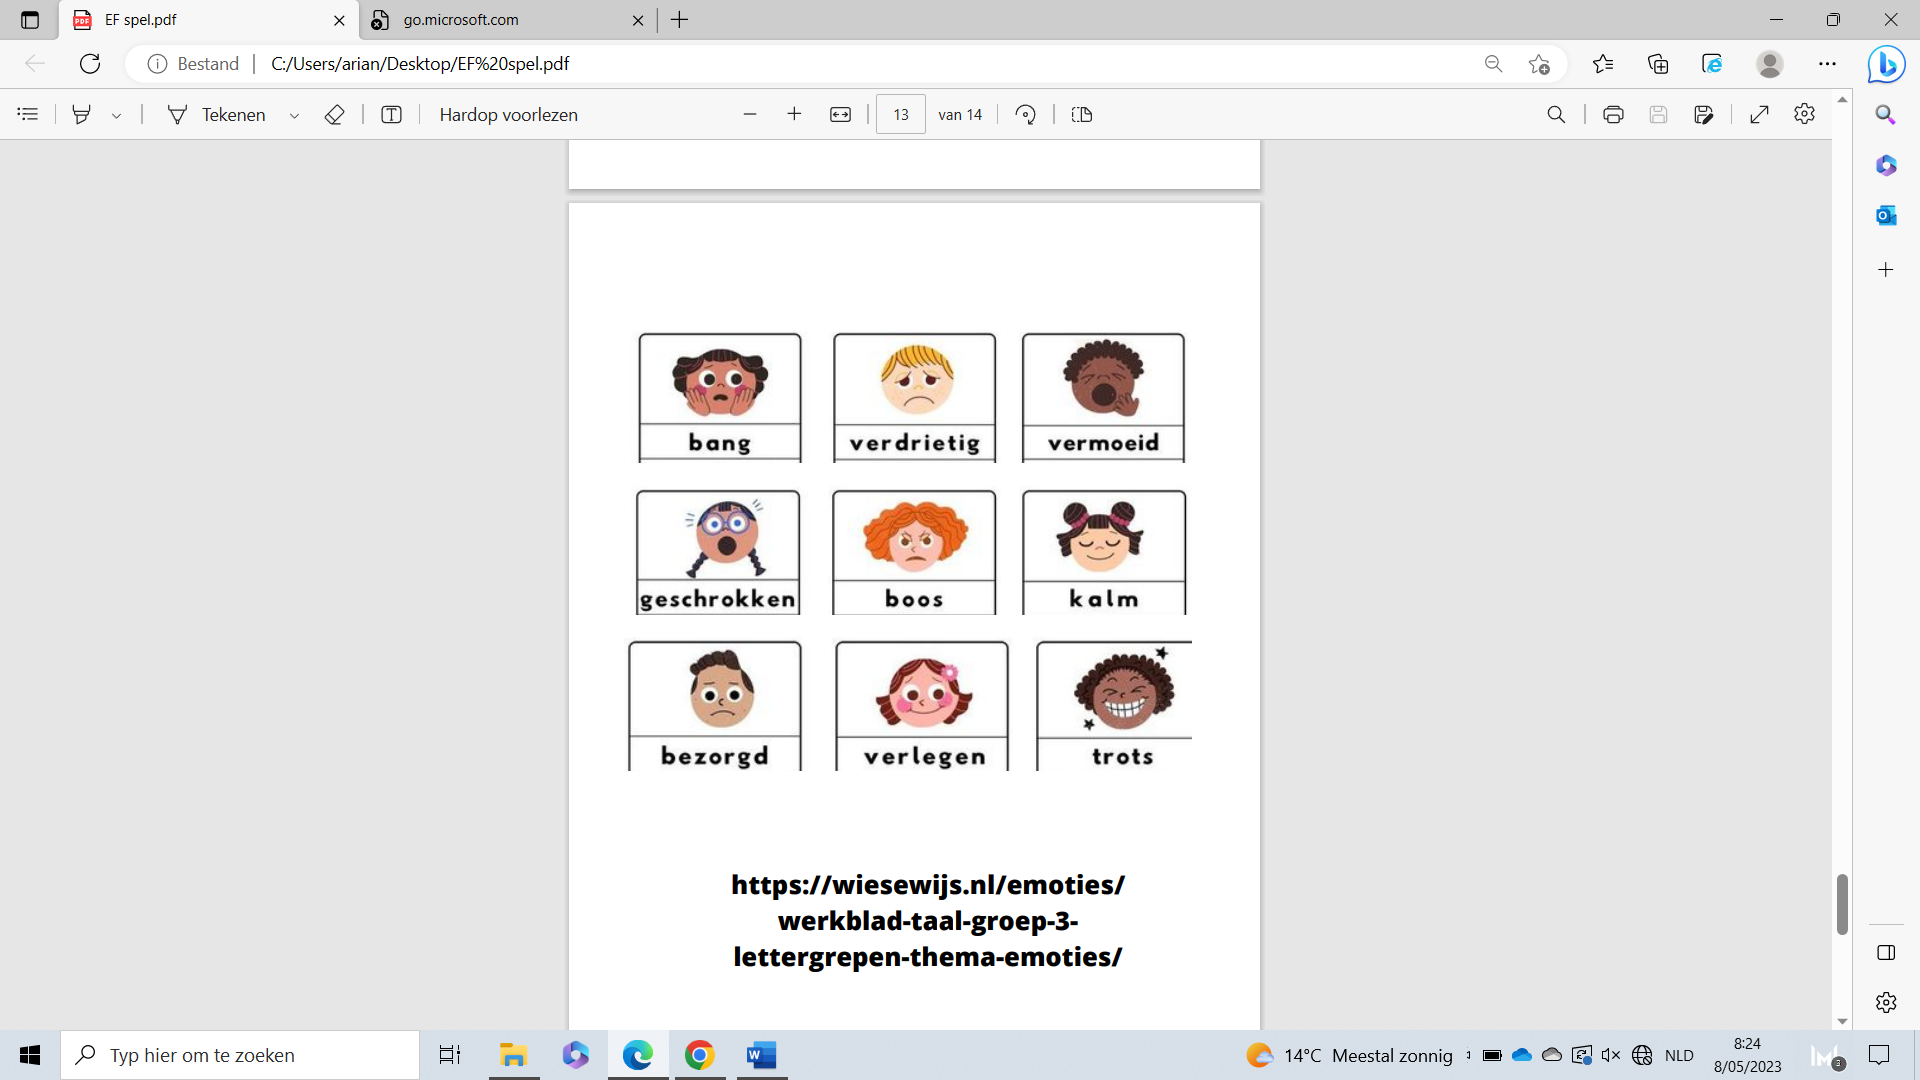 EF spel.pdf
go.microsoft.com
Bestand
C:/Users/arian/Desktop/EF%20spel.pdf
Tekenen
Hardop voorlezen
13
van 14
bang
verdrietig
vermoeid
geschrokken
boos
kalm
bezorgd
verlegen
trots
https://wiesewijs.nl/emoties/
werkblad-taal-groep-3-
lettergrepen-thema-emoties/
Typ hier om te zoeken
14°C Meestal zonnig
NLD
8:24
8/05/2023
3